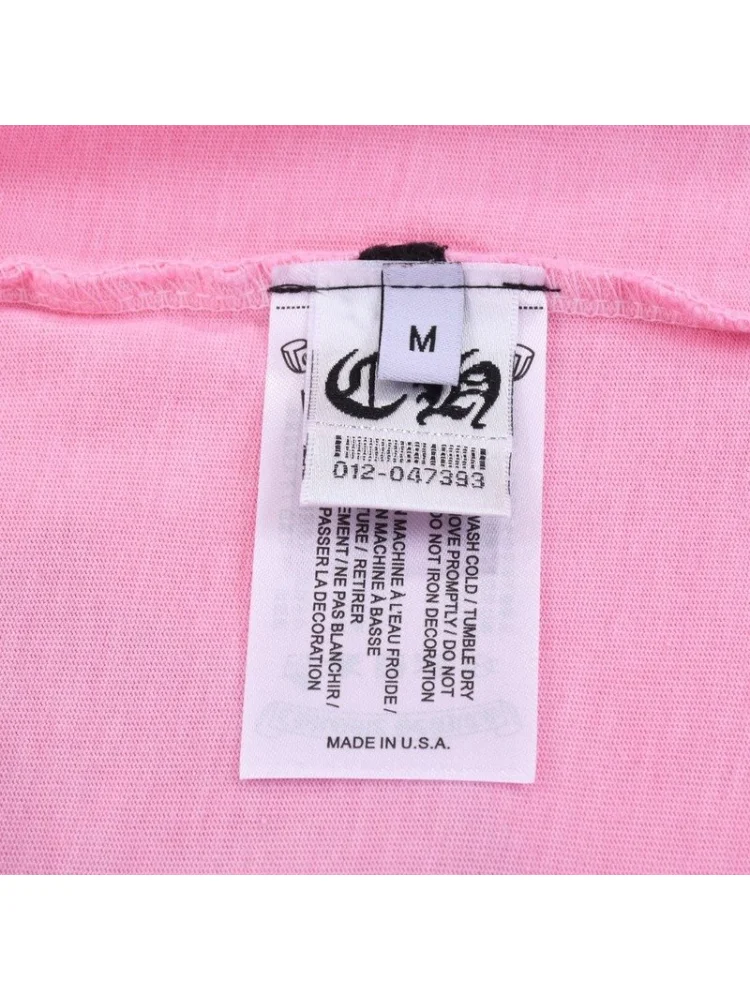 M
CH
012-047393
WASH COLD / TUMBLE DRY
OVE PROMPTLY / DO NOT
DO NOT IRON DECORATION
N MACHINE À L'EAU FROIDE /
N MACHINE À BASSE
TURE / RETIRER
EMENT / NE PAS BLANCHIR /
PASSER LA DECORATION
MADE IN U.S.A.